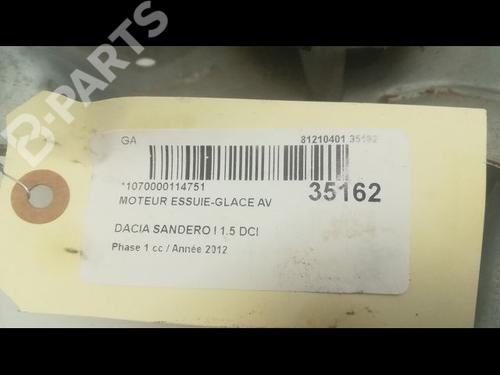 B-PARTS
GA
81210401 35162
*1070000114751
35162
MOTEUR ESSUIE-GLACE AV
DACIA SANDERO I 1.5 DCI
Phase 1 cc / Année 2012